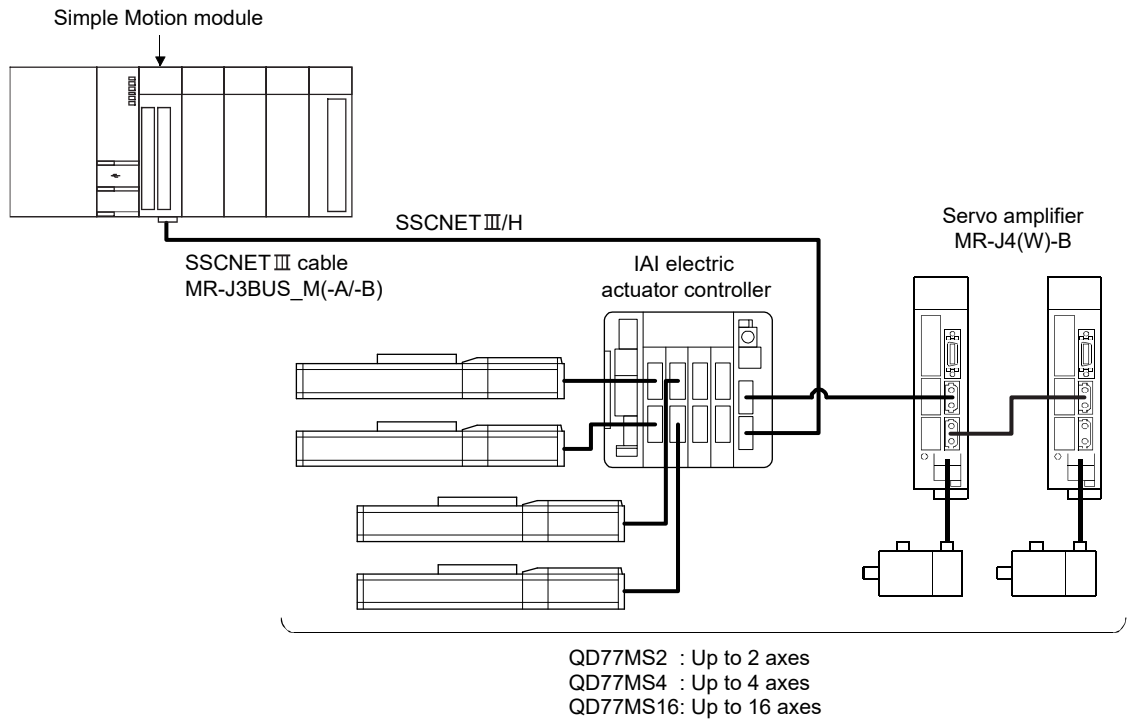 Simple Motion module
SSCNETⅢ/H
SSCNETⅢ cable
MR-J3BUS_M(-A/-B)
IAI electric
actuator controller
Servo amplifier
MR-J4(W)-B
QD77MS2 : Up to 2 axes
QD77MS4 : Up to 4 axes
QD77MS16: Up to 16 axes